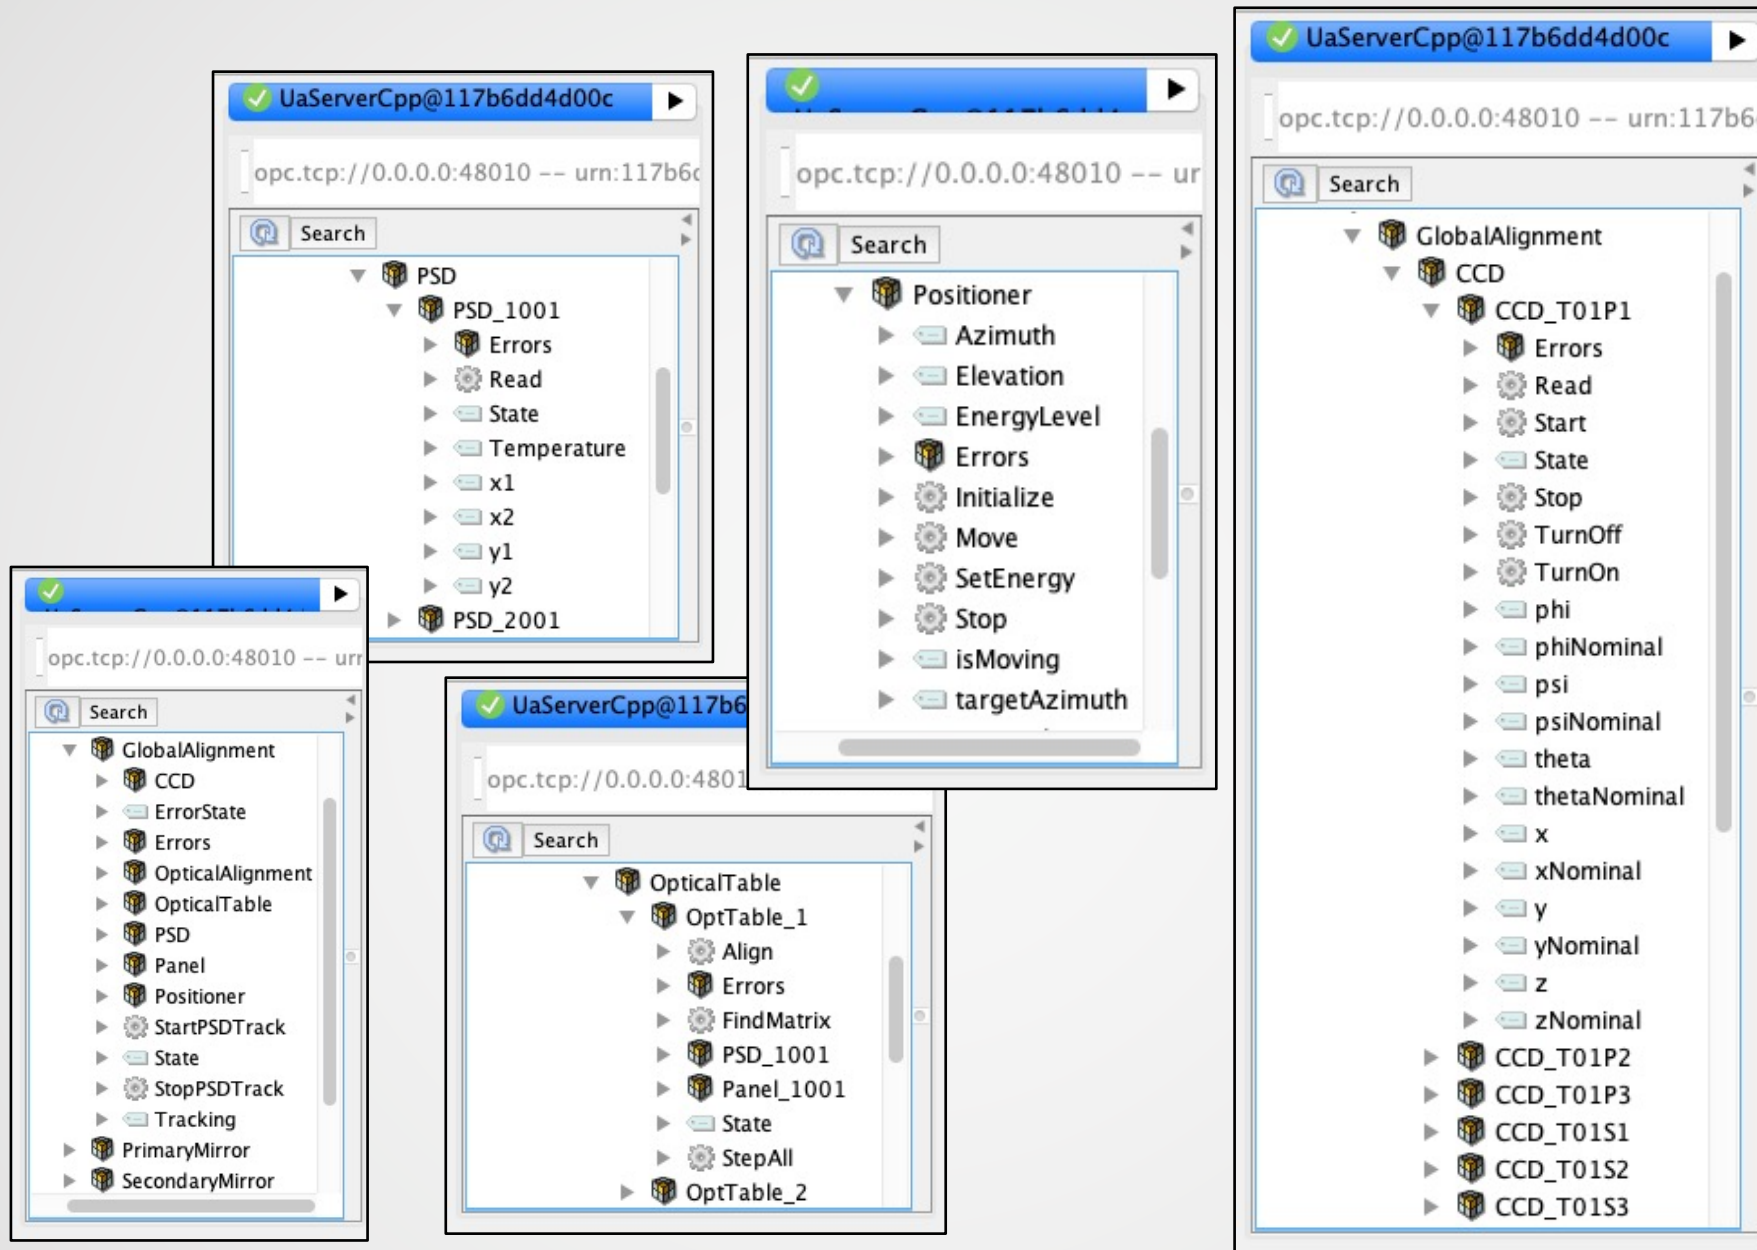 UaServerCpp@117b6dd4d00c
opc.tcp://0.0.0.0:48010 -- urn:117b6
Search
PSD
PSD_1001
Errors
Read
State
Temperature
x1
x2
y1
y2
PSD_2001
opc.tcp://0.0.0.0:48010 -- ur
Search
Positioner
Azimuth
Elevation
EnergyLevel
Errors
Initialize
Move
SetEnergy
Stop
isMoving
targetAzimuth
UaServerCpp@117b6dd4d00c
opc.tcp://0.0.0.0:48010 -- urn:117b6
Search
GlobalAlignment
CCD
CCD_T01P1
Errors
Read
Start
State
Stop
TurnOff
TurnOn
phi
phiNominal
psi
psiNominal
theta
thetaNominal
x
xNominal
y
yNominal
z
zNominal
CCD_T01P2
CCD_T01P3
CCD_T01S1
CCD_T01S2
CCD_T01S3
opc.tcp://0.0.0.0:48010 -- urr
Search
GlobalAlignment
CCD
ErrorState
Errors
OpticalAlignment
OpticalTable
PSD
Panel
Positioner
StartPSDTrack
State
StopPSDTrack
Tracking
PrimaryMirror
SecondaryMirror
UaServerCpp@117b6
opc.tcp://0.0.0.0:4801
Search
OpticalTable
OptTable_1
Align
Errors
FindMatrix
PSD_1001
Panel_1001
State
StepAll
OptTable_2